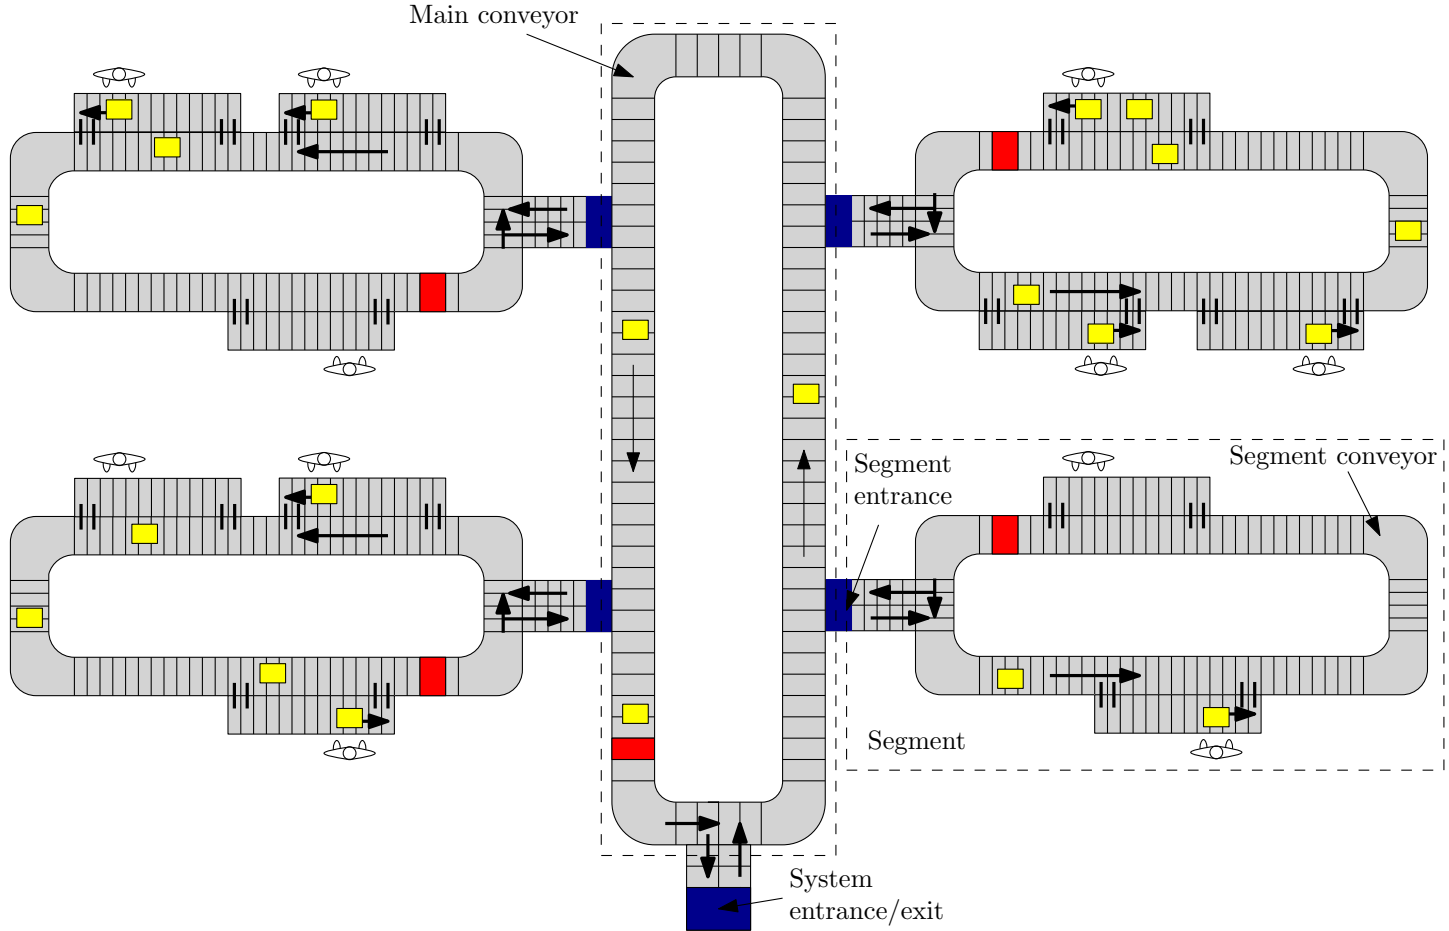 Main conveyor
Segment
entrance
Segment conveyor
Segment
System
entrance/exit